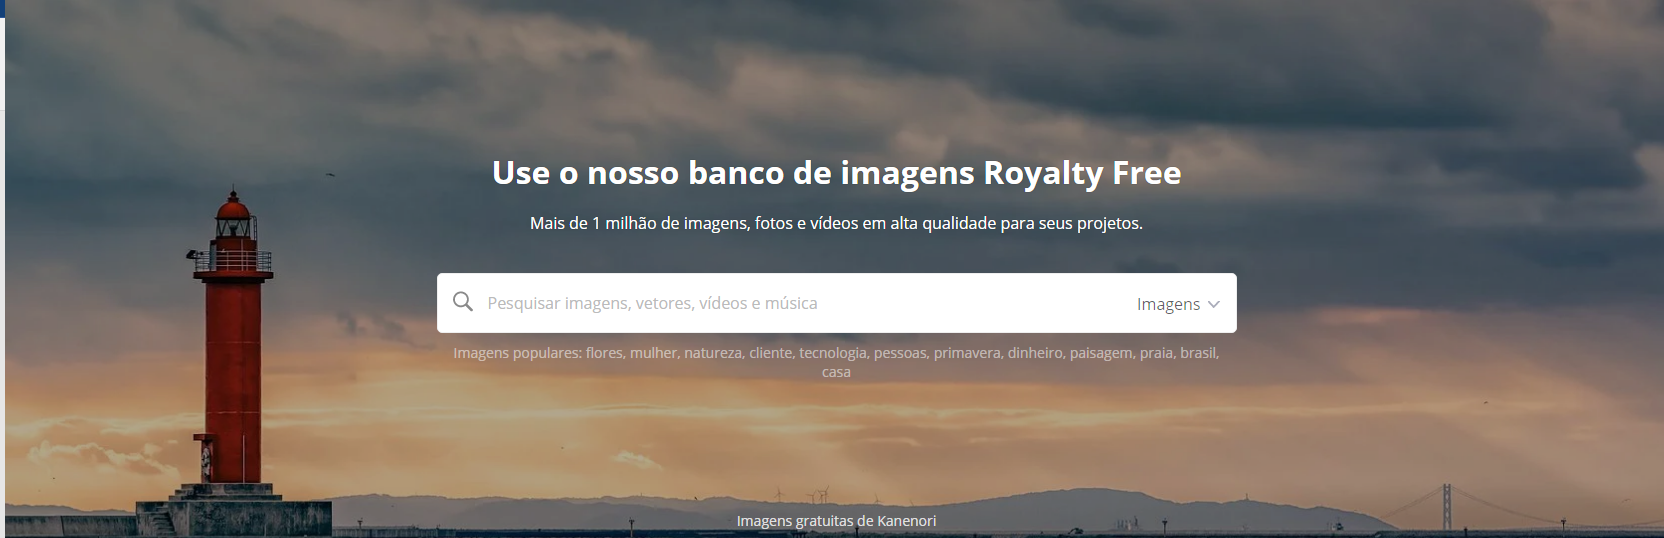 Use o nosso banco de imagens Royalty Free
Mais de 1 milhão de imagens, fotos e vídeos em alta qualidade para seus projetos.
Pesquisar imagens, vetores, vídeos e música
Imagens
Imagens populares: flores, mulher, natureza, cliente, tecnologia, pessoas, primavera, dinheiro, paisagem, praia, brasil,
casa
Imagens gratuitas de Kanenori